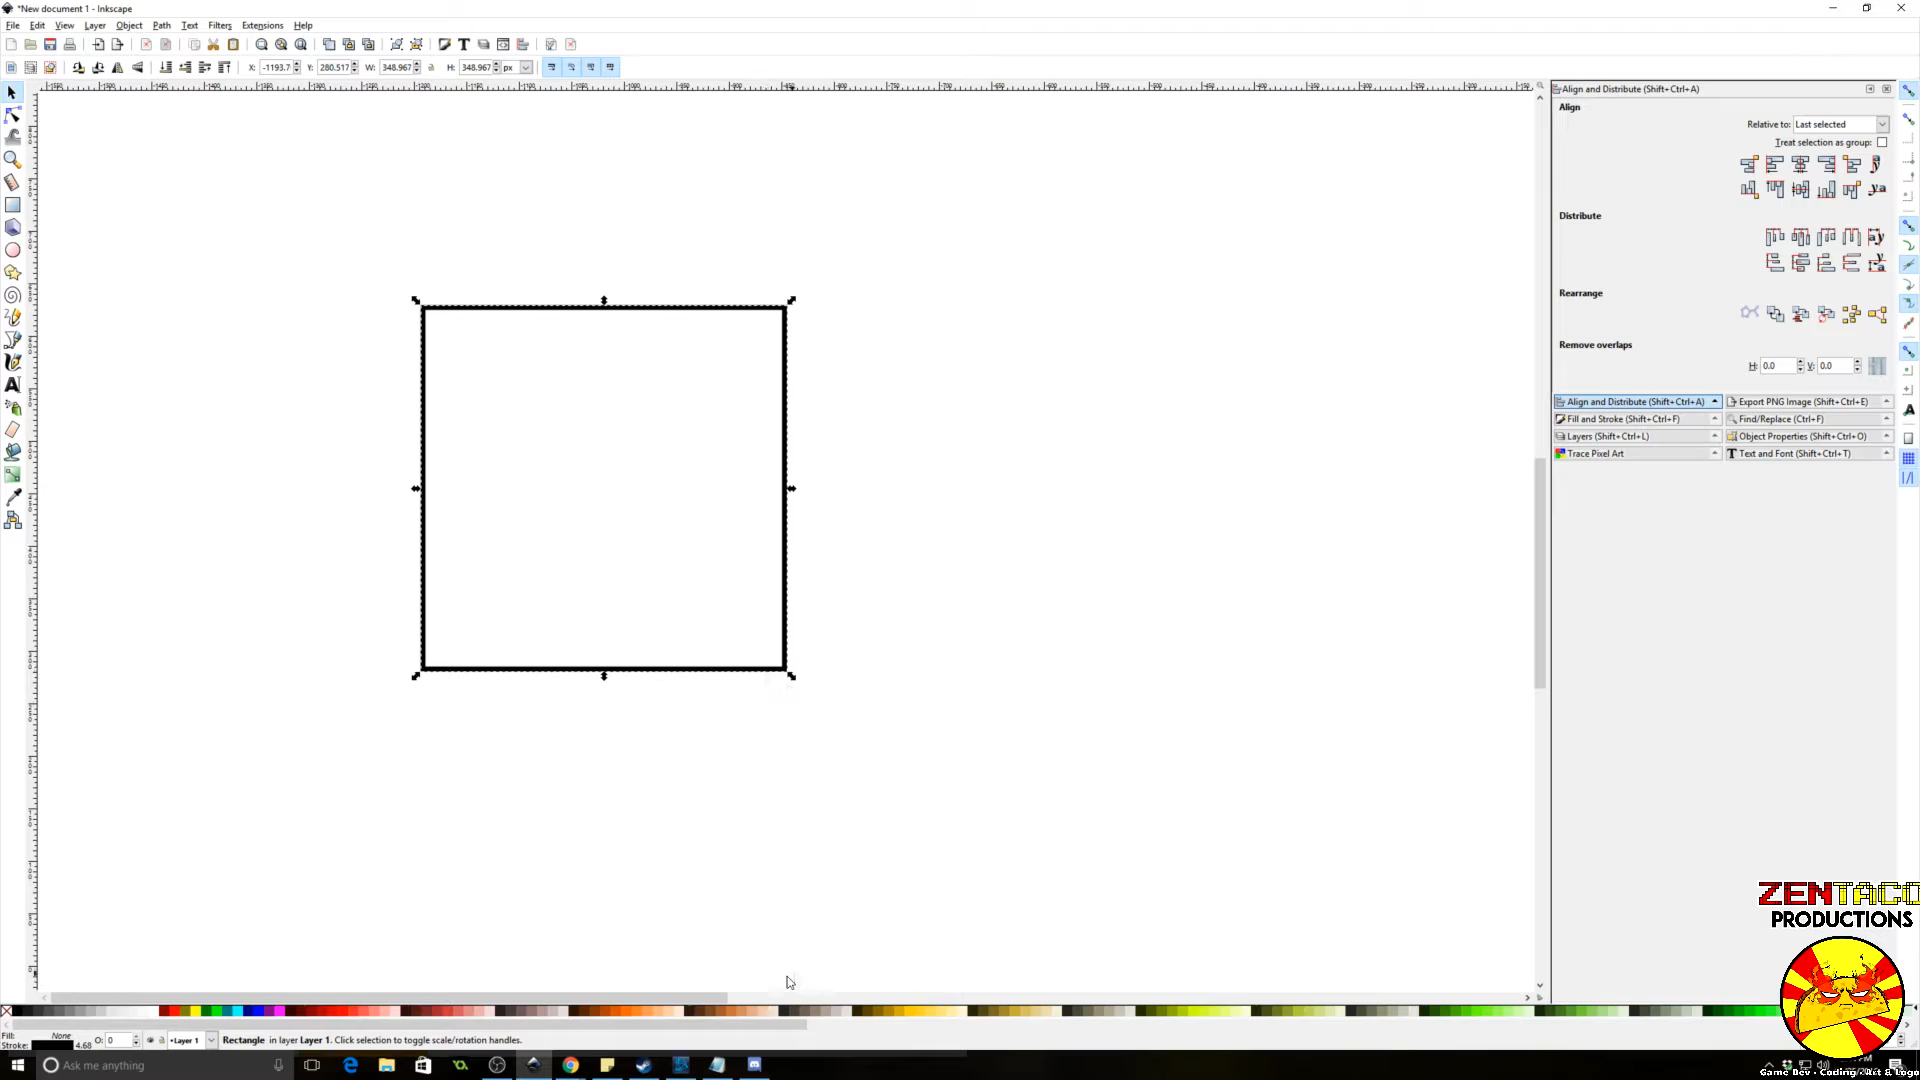 *New document 1 - Inkscape
File Edit View Layer Object Path Text Filters Extensions Help
X: -1193.7 Y: 280.517 W: 348.967 H: 348.967 px
Align and Distribute (Shift+Ctrl+A)
Align
Relative to: Last selected
Treat selection as group:
Distribute
Rearrange
Remove overlaps
H: 0.0 V: 0.0
Align and Distribute (Shift+Ctrl+A) Export PNG Image (Shift+Ctrl+E)
Fill and Stroke (Shift+Ctrl+F) Find/Replace (Ctrl+F)
Layers (Shift+Ctrl+L) Object Properties (Shift+Ctrl+O)
Trace Pixel Art Text and Font (Shift+Ctrl+T)
ZENTACO
PRODUCTIONS
Fill: None
Stroke: 4.68 O: 0 •Layer 1 Rectangle in layer Layer 1. Click selection to toggle scale/rotation handles.
Ask me anything
Game Dev - Coding - Art & Logo